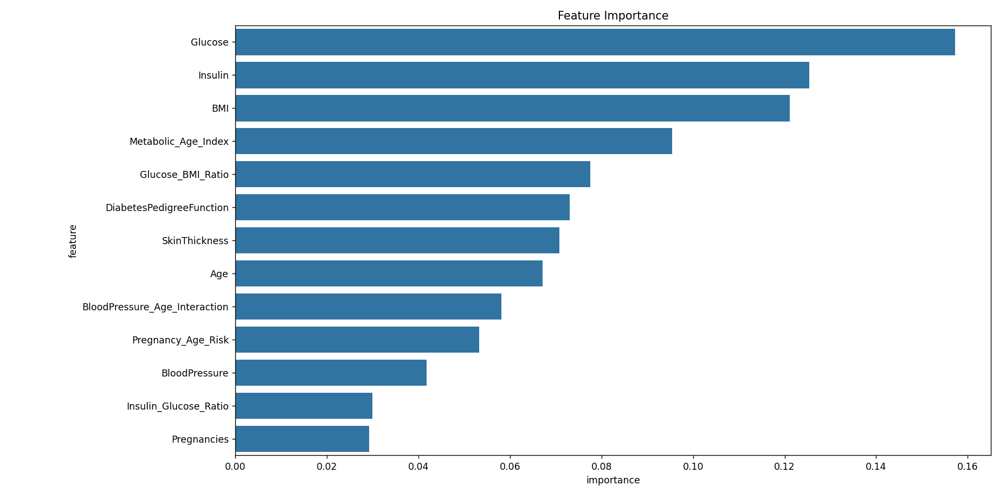 Feature Importance
Glucose
Insulin
BMI
Metabolic_Age_Index
Glucose_BMI_Ratio
DiabetesPedigreeFunction
SkinThickness
Age
BloodPressure_Age_Interaction
Pregnancy_Age_Risk
BloodPressure
Insulin_Glucose_Ratio
Pregnancies
feature
0.00 0.02 0.04 0.06 0.08 0.10 0.12 0.14 0.16
importance